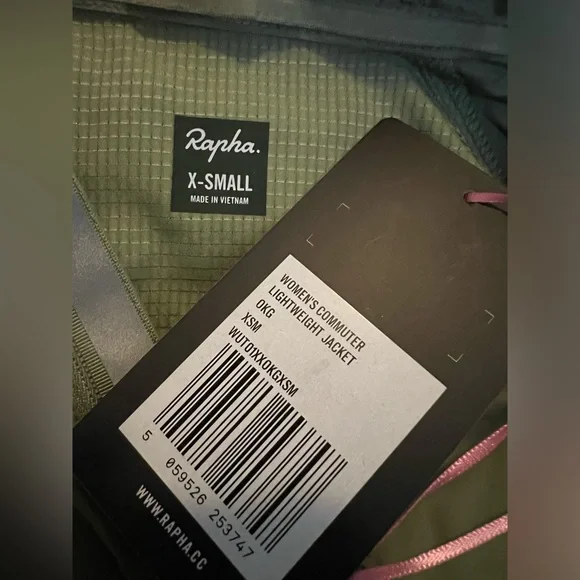 Rapha.
X-SMALL
MADE IN VIETNAM
WOMEN'S COMMUTER
LIGHTWEIGHT JACKET
OKG
XSM
WUT01XXOKGXSM
5 059526 253747
WWW.RAPHA.CC